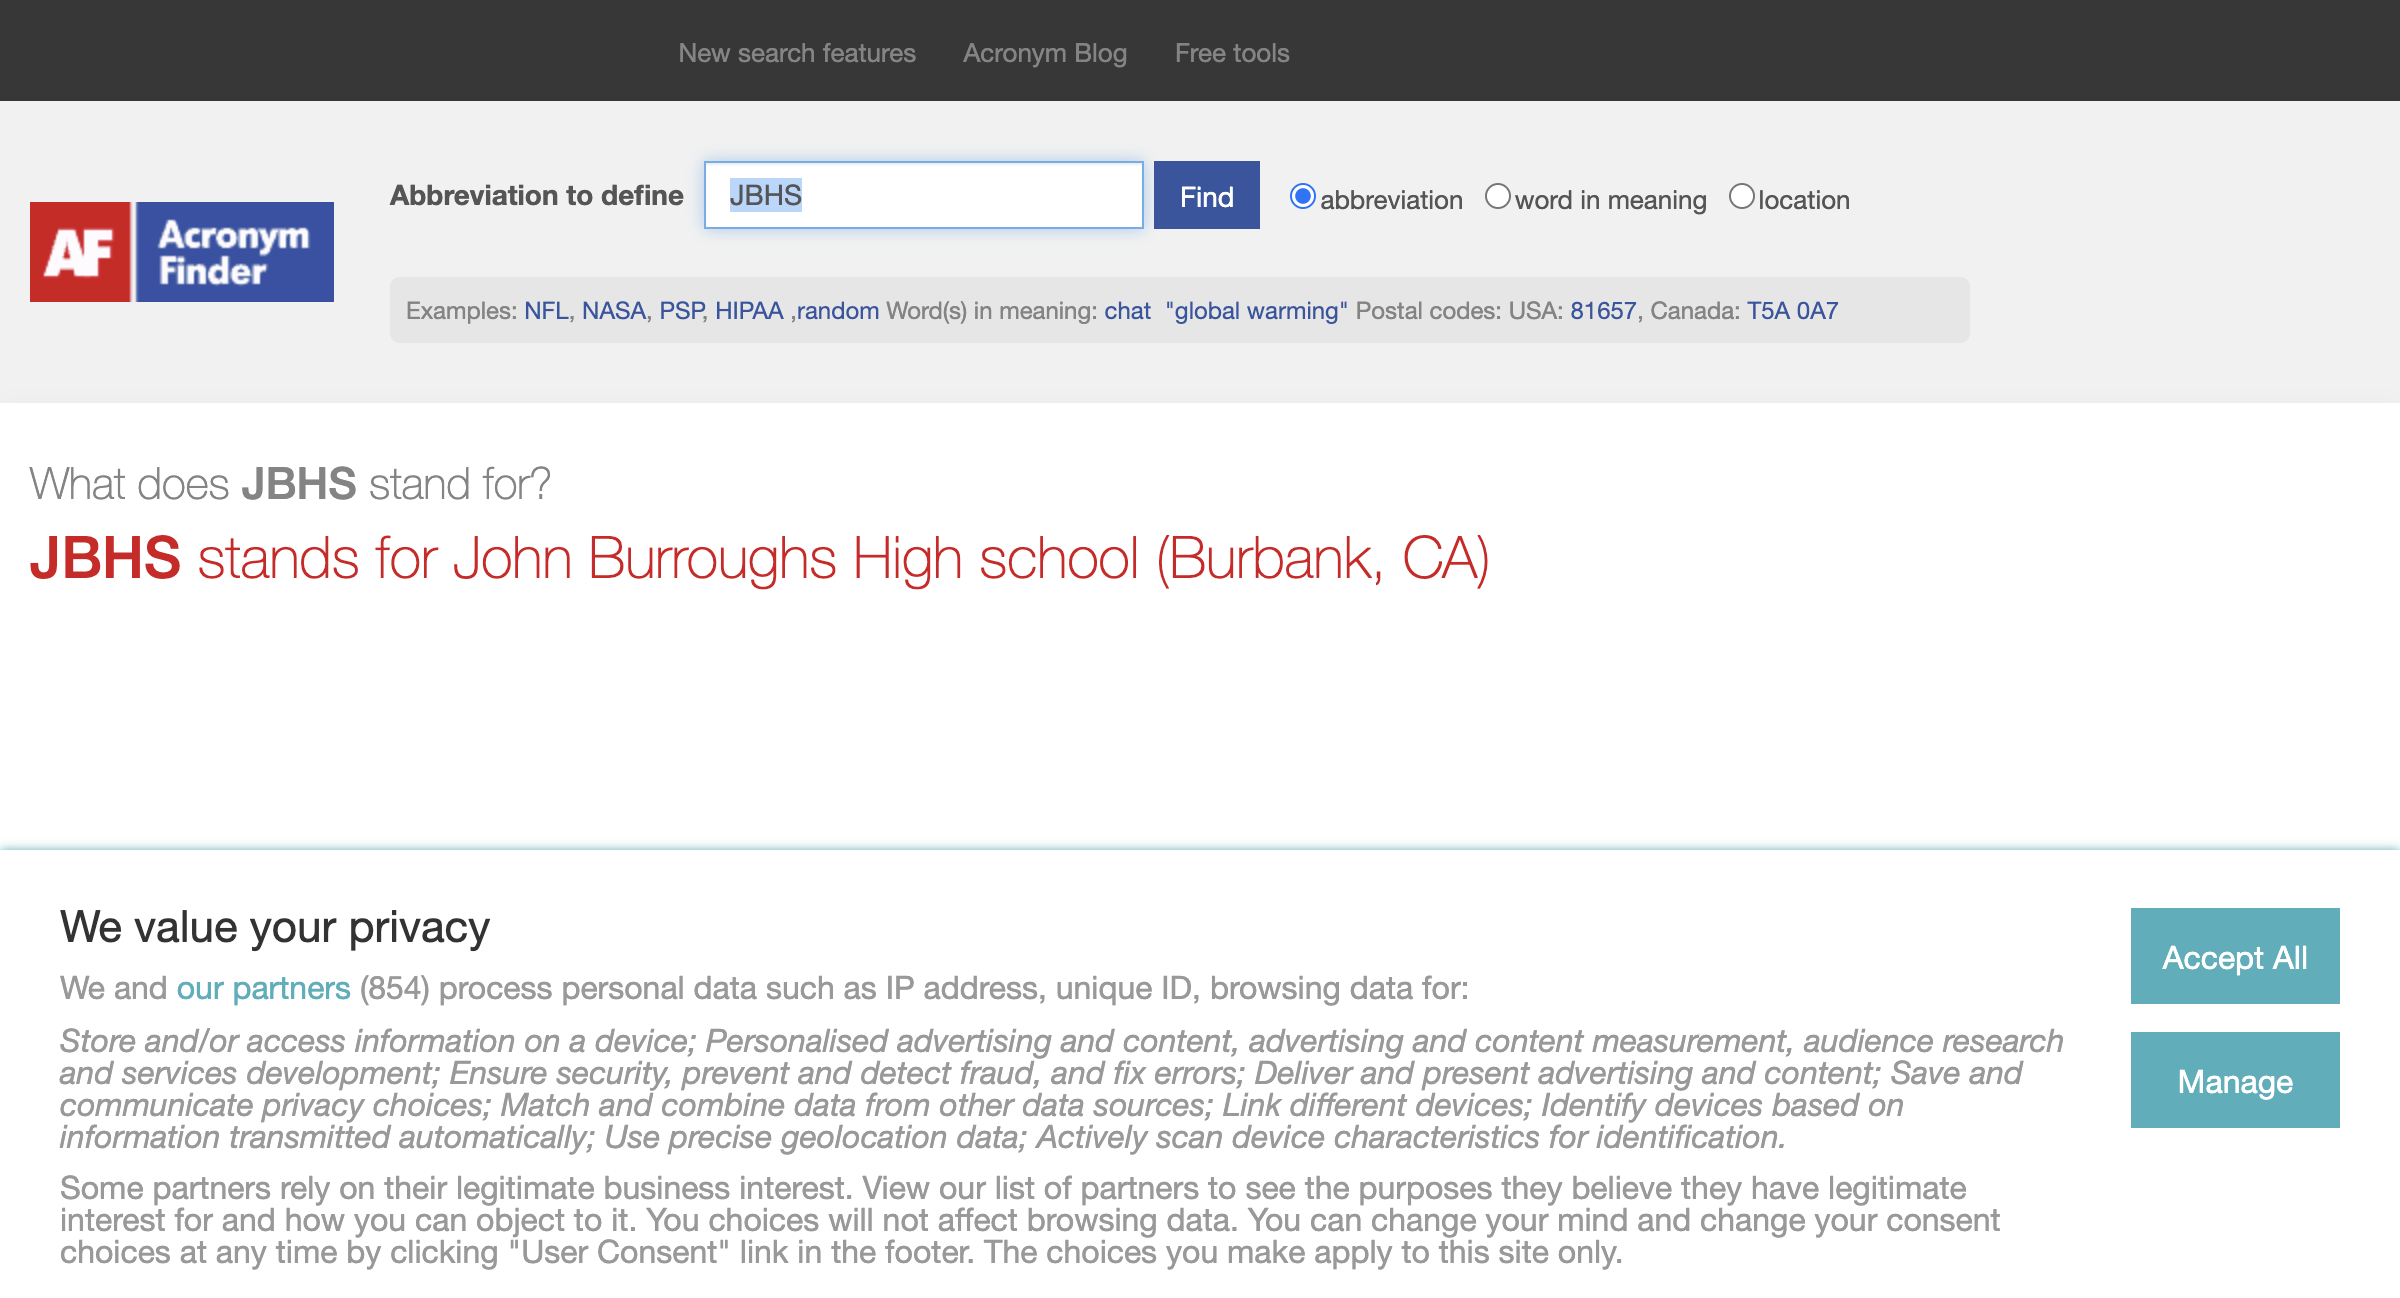 New search features Acronym Blog Free tools
Abbreviation to define JBHS Find abbreviation word in meaning location
AF Acronym Finder
Examples: NFL, NASA, PSP, HIPAA ,random Word(s) in meaning: chat "global warming" Postal codes: USA: 81657, Canada: T5A 0A7
What does JBHS stand for?
JBHS stands for John Burroughs High school (Burbank, CA)
We value your privacy
We and our partners (854) process personal data such as IP address, unique ID, browsing data for:
Store and/or access information on a device; Personalised advertising and content, advertising and content measurement, audience research
and services development; Ensure security, prevent and detect fraud, and fix errors; Deliver and present advertising and content; Save and
communicate privacy choices; Match and combine data from other data sources; Link different devices; Identify devices based on
information transmitted automatically; Use precise geolocation data; Actively scan device characteristics for identification.
Some partners rely on their legitimate business interest. View our list of partners to see the purposes they believe they have legitimate
interest for and how you can object to it. You choices will not affect browsing data. You can change your mind and change your consent
choices at any time by clicking "User Consent" link in the footer. The choices you make apply to this site only.
Accept All
Manage